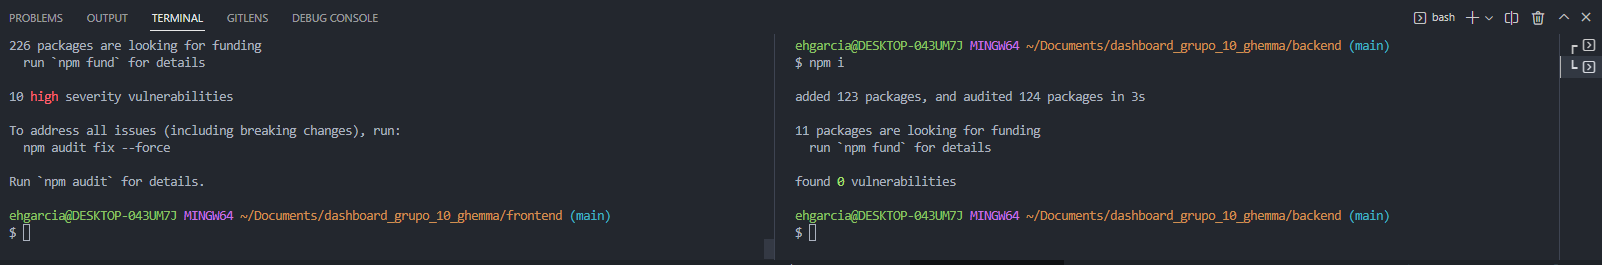 PROBLEMS OUTPUT TERMINAL GITLENS DEBUG CONSOLE
bash
226 packages are looking for funding
run `npm fund` for details
10 high severity vulnerabilities
To address all issues (including breaking changes), run:
npm audit fix --force
Run `npm audit` for details.
ehgarcia@DESKTOP-043UM7J MINGW64 ~/Documents/dashboard_grupo_10_ghemma/frontend (main)
$
ehgarcia@DESKTOP-043UM7J MINGW64 ~/Documents/dashboard_grupo_10_ghemma/backend (main)
$ npm i
added 123 packages, and audited 124 packages in 3s
11 packages are looking for funding
run `npm fund` for details
found 0 vulnerabilities
ehgarcia@DESKTOP-043UM7J MINGW64 ~/Documents/dashboard_grupo_10_ghemma/backend (main)
$